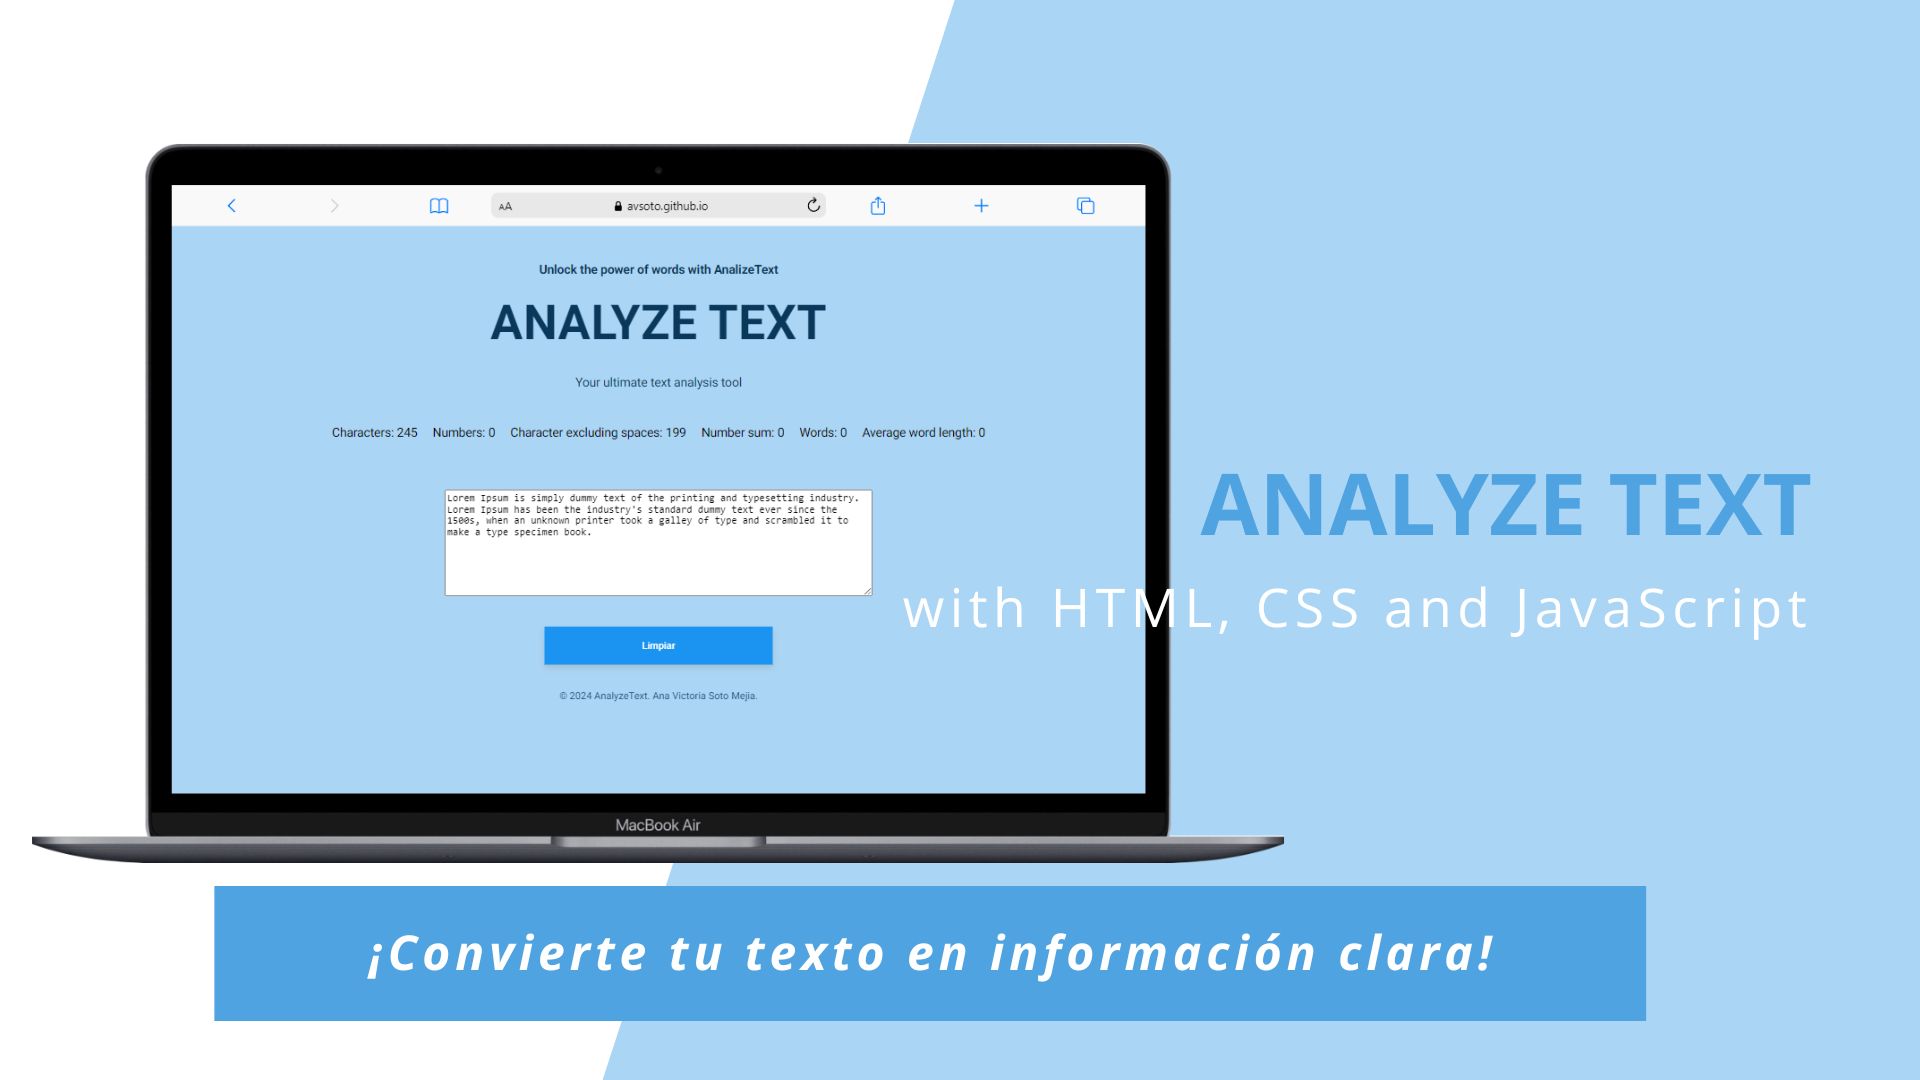 AA avsoto.github.io
Unlock the power of words with AnalizeText
ANALYZE TEXT
Your ultimate text analysis tool
Characters: 245 Numbers: 0 Character excluding spaces: 199 Number sum: 0 Words: 0 Average word length: 0
Lorem Ipsum is simply dummy text of the printing and typesetting industry.
Lorem Ipsum has been the industry's standard dummy text ever since the
1500s, when an unknown printer took a galley of type and scrambled it to
make a type specimen book.
Limpiar
© 2024 AnalyzeText. Ana Victoria Soto Mejia.
MacBook Air
ANALYZE TEXT
with HTML, CSS and JavaScript
¡Convierte tu texto en información clara!